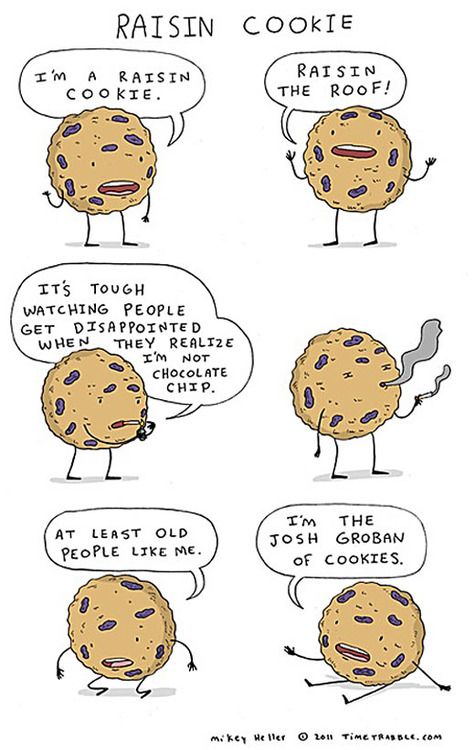 RAISIN COOKIE
I'M A RAISIN
COOKIE.
RAISIN
THE ROOF!
IT'S TOUGH
WATCHING PEOPLE
GET DISAPPOINTED
WHEN THEY REALIZE
I'M NOT
CHOCOLATE
CHIP.
AT LEAST OLD
PEOPLE LIKE ME.
I'M THE
JOSH GROBAN
OF COOKIES.
Mikey Heller © 2011 TIMETRABBLE.COM